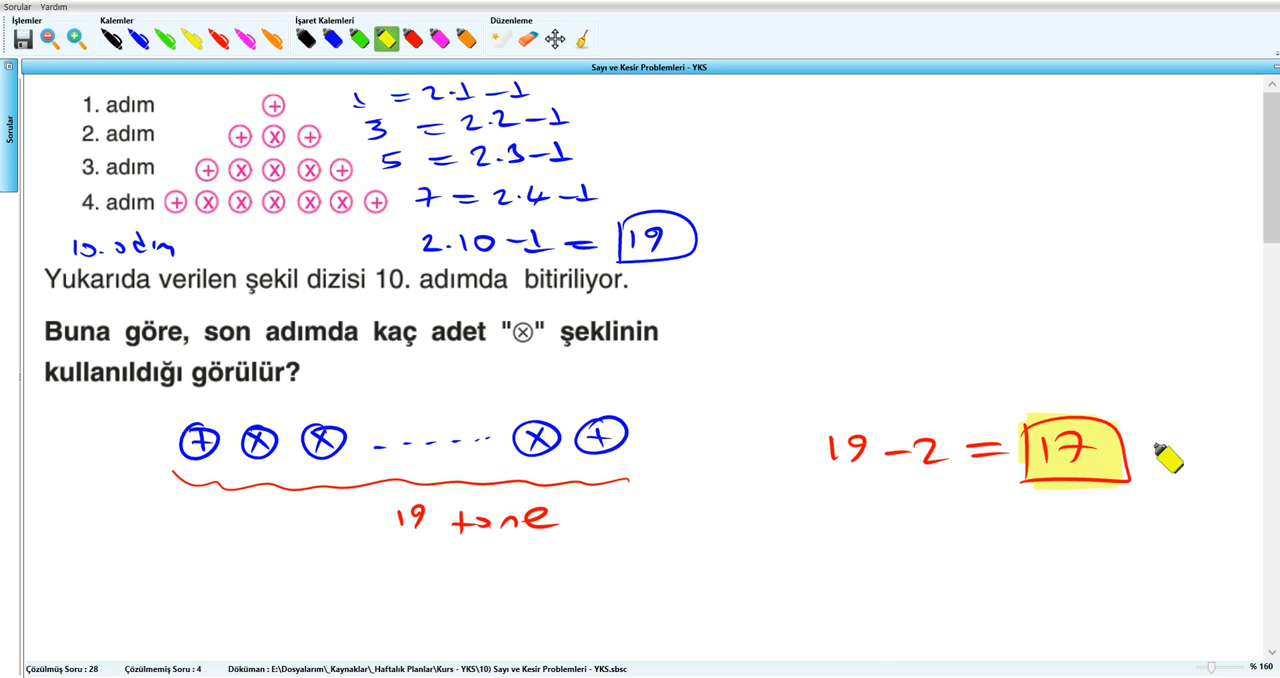 Sorular Yardım
İşlemler Kalemler İşaret Kalemleri Düzenleme
Sayı ve Kesir Problemleri - YKS
Sorular
1. adım + 1 = 2.1-1
2. adım + x + 3 = 2.2-1
3. adım + x x x + 5 = 2.3-1
4. adım + x x x x x + 7 = 2.4-1
10. adım 2.10-1 = 19
Yukarıda verilen şekil dizisi 10. adımda bitiriliyor.
Buna göre, son adımda kaç adet "⊗" şeklinin
kullanıldığı görülür?
+ x x ------- x + 19-2 = 17
19 tane
Çözülmüş Soru : 28 Çözülmemiş Soru : 4 Döküman : E:\Dosyalarım\_Kaynaklar\_Haftalık Planlar\Kurs - YKS\10) Sayı ve Kesir Problemleri - YKS.sbsc % 160